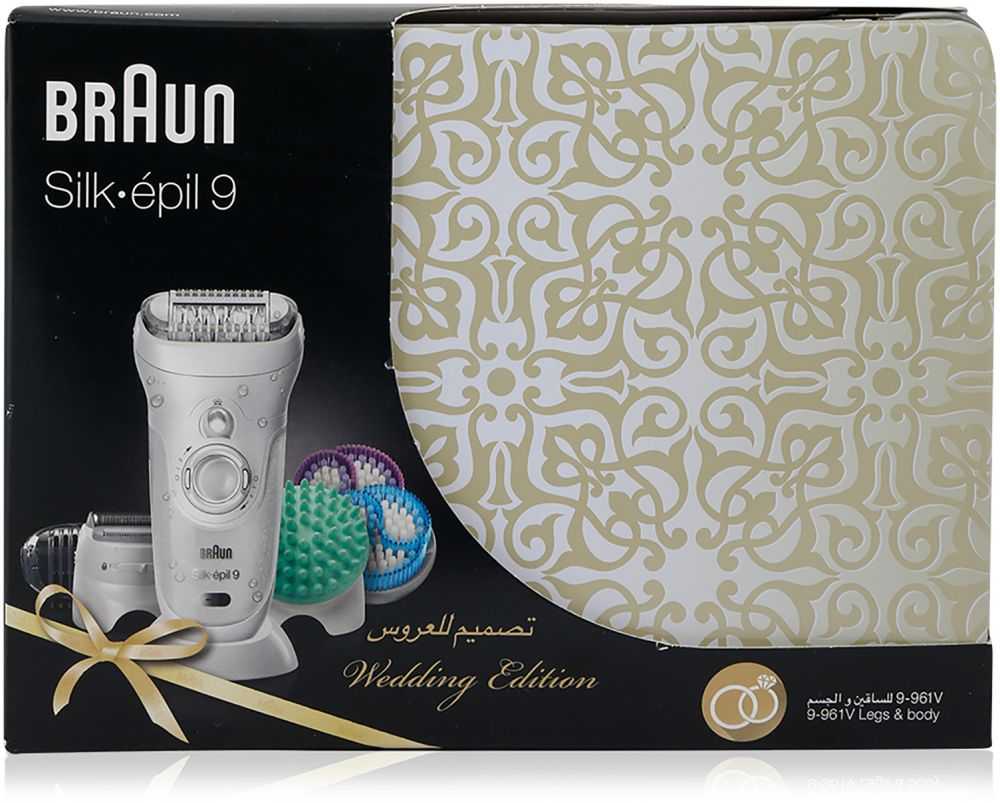 www.braun.com
BRAUN
Silk•épil 9
BRAUN
Silk•épil 9
تصميم للعروس
Wedding Edition
9-961V للساقين و الجسم
9-961V Legs & body